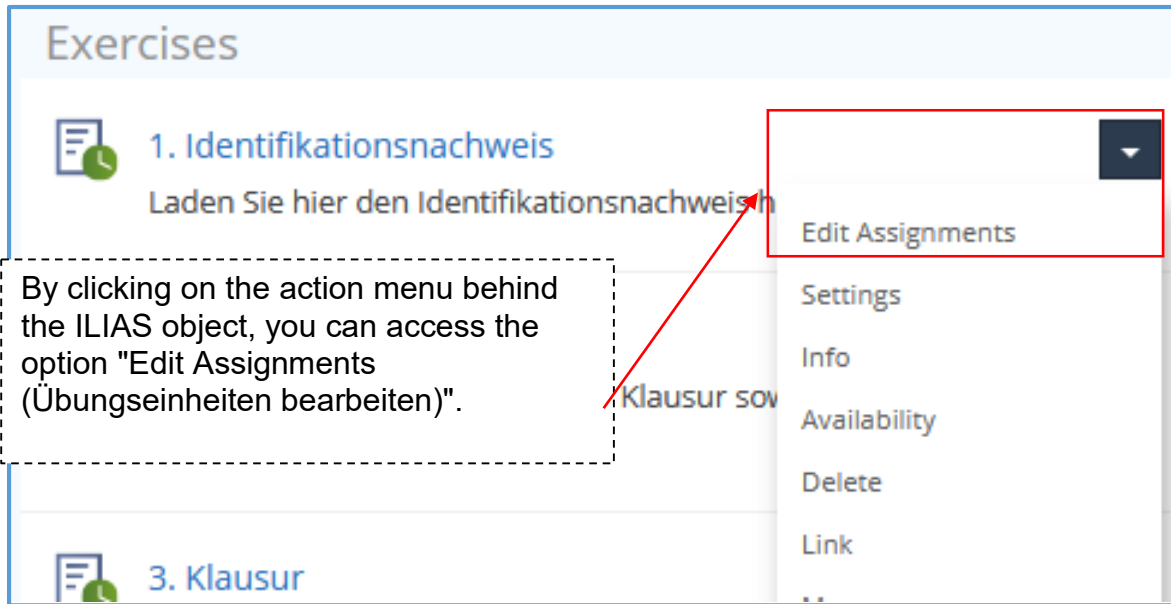 Exercises
1. Identifikationsnachweis
Laden Sie hier den Identifikationsnachweis h
Edit Assignments
Settings
Info
Availability
Delete
Link
By clicking on the action menu behind
the ILIAS object, you can access the
option "Edit Assignments
(Übungseinheiten bearbeiten)".
Klausur sow
3. Klausur